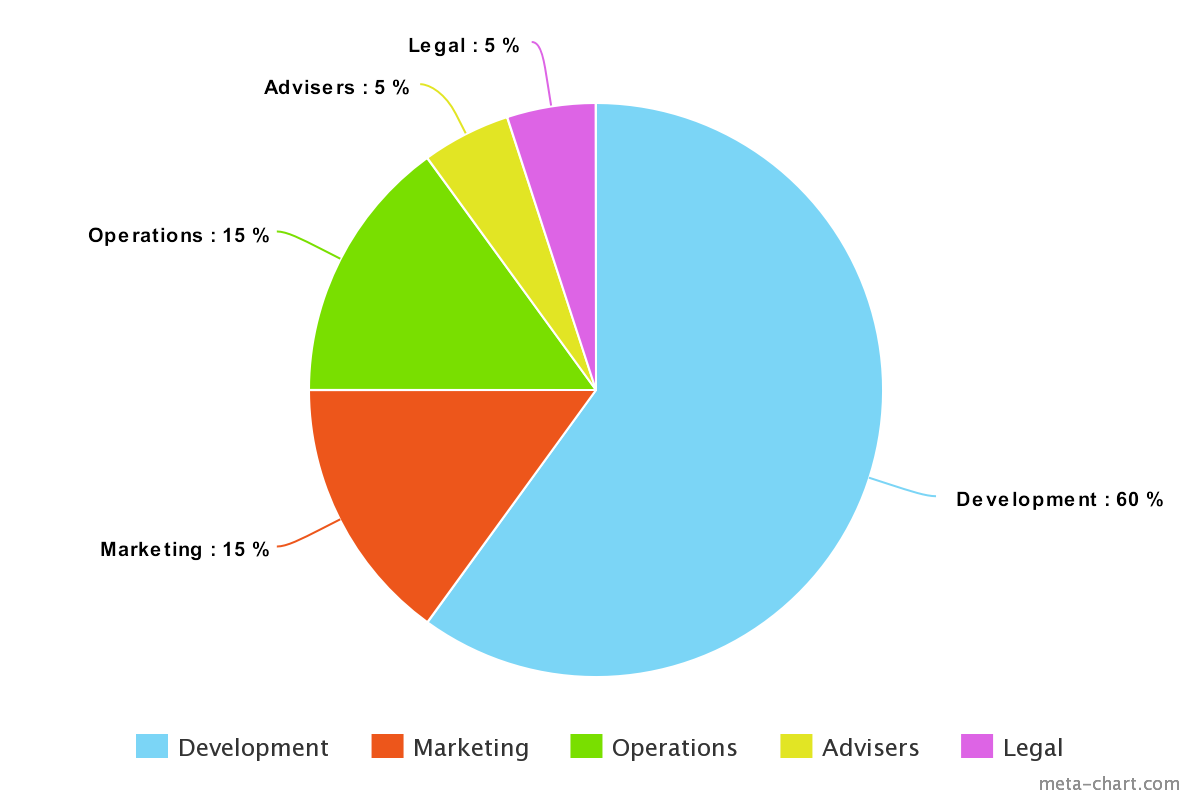 Legal : 5 %
Advisers : 5 %
Operations : 15 %
Development : 60 %
Marketing : 15 %
Development Marketing Operations Advisers Legal
meta-chart.com